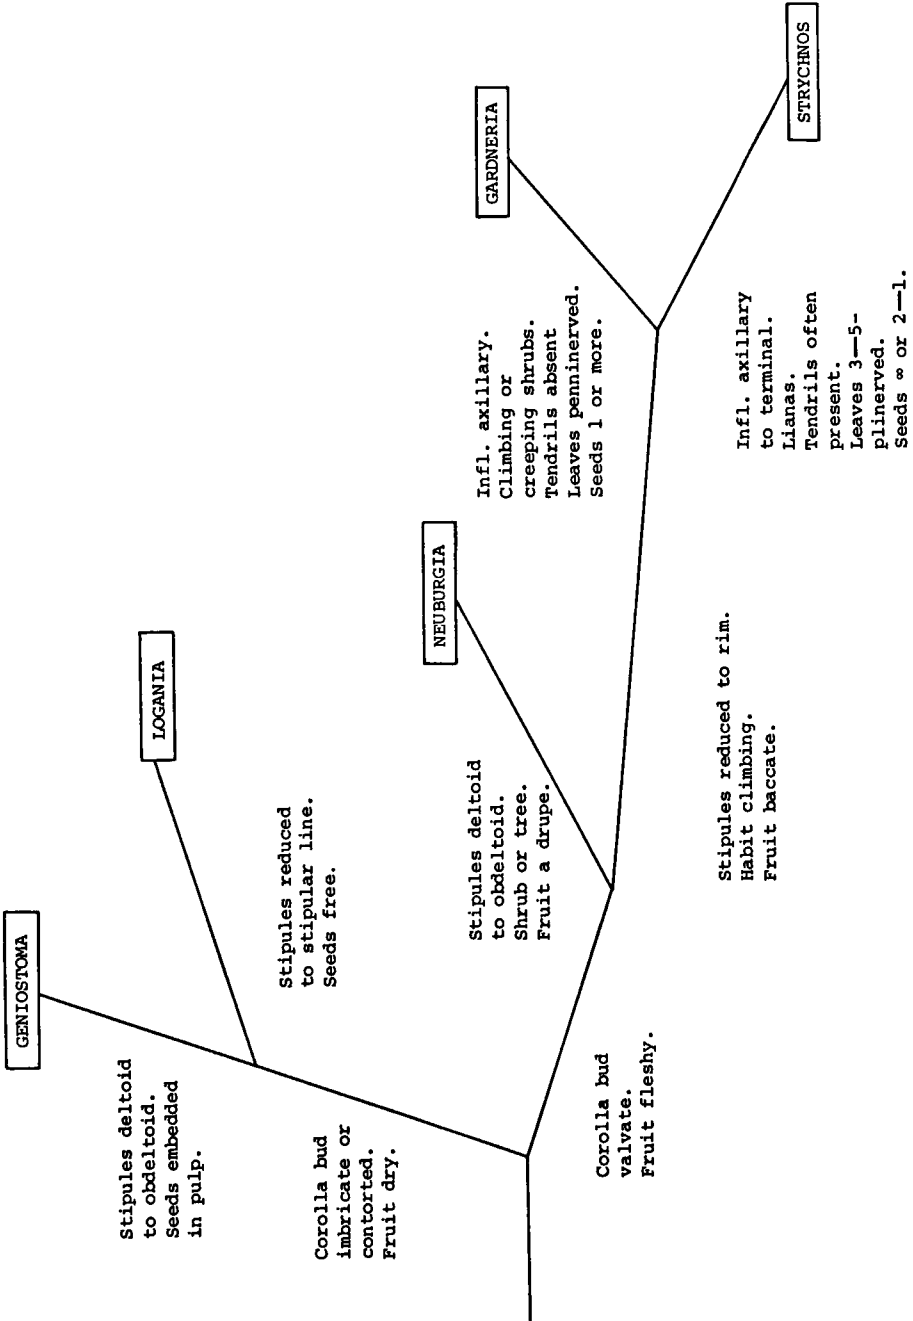 GENIOSTOMA
Stipules deltoid
to obdeltoid.
Seeds embedded
in pulp.
LOGANIA
Stipules reduced
to stipular line.
Seeds free.
Corolla bud
imbricate or
contorted.
Fruit dry.
NEUBURGIA
Stipules deltoid
to obdeltoid.
Shrub or tree.
Fruit a drupe.
GARDNERIA
Infl. axillary.
Climbing or
creeping shrubs.
Tendrils absent
Leaves penninerved.
Seeds 1 or more.
Corolla bud
valvate.
Fruit fleshy.
Stipules reduced to rim.
Habit climbing.
Fruit baccate.
STRYCHNOS
Infl. axillary
to terminal.
Lianas.
Tendrils often
present.
Leaves 3—5-
plinerved.
Seeds ∞ or 2—1.